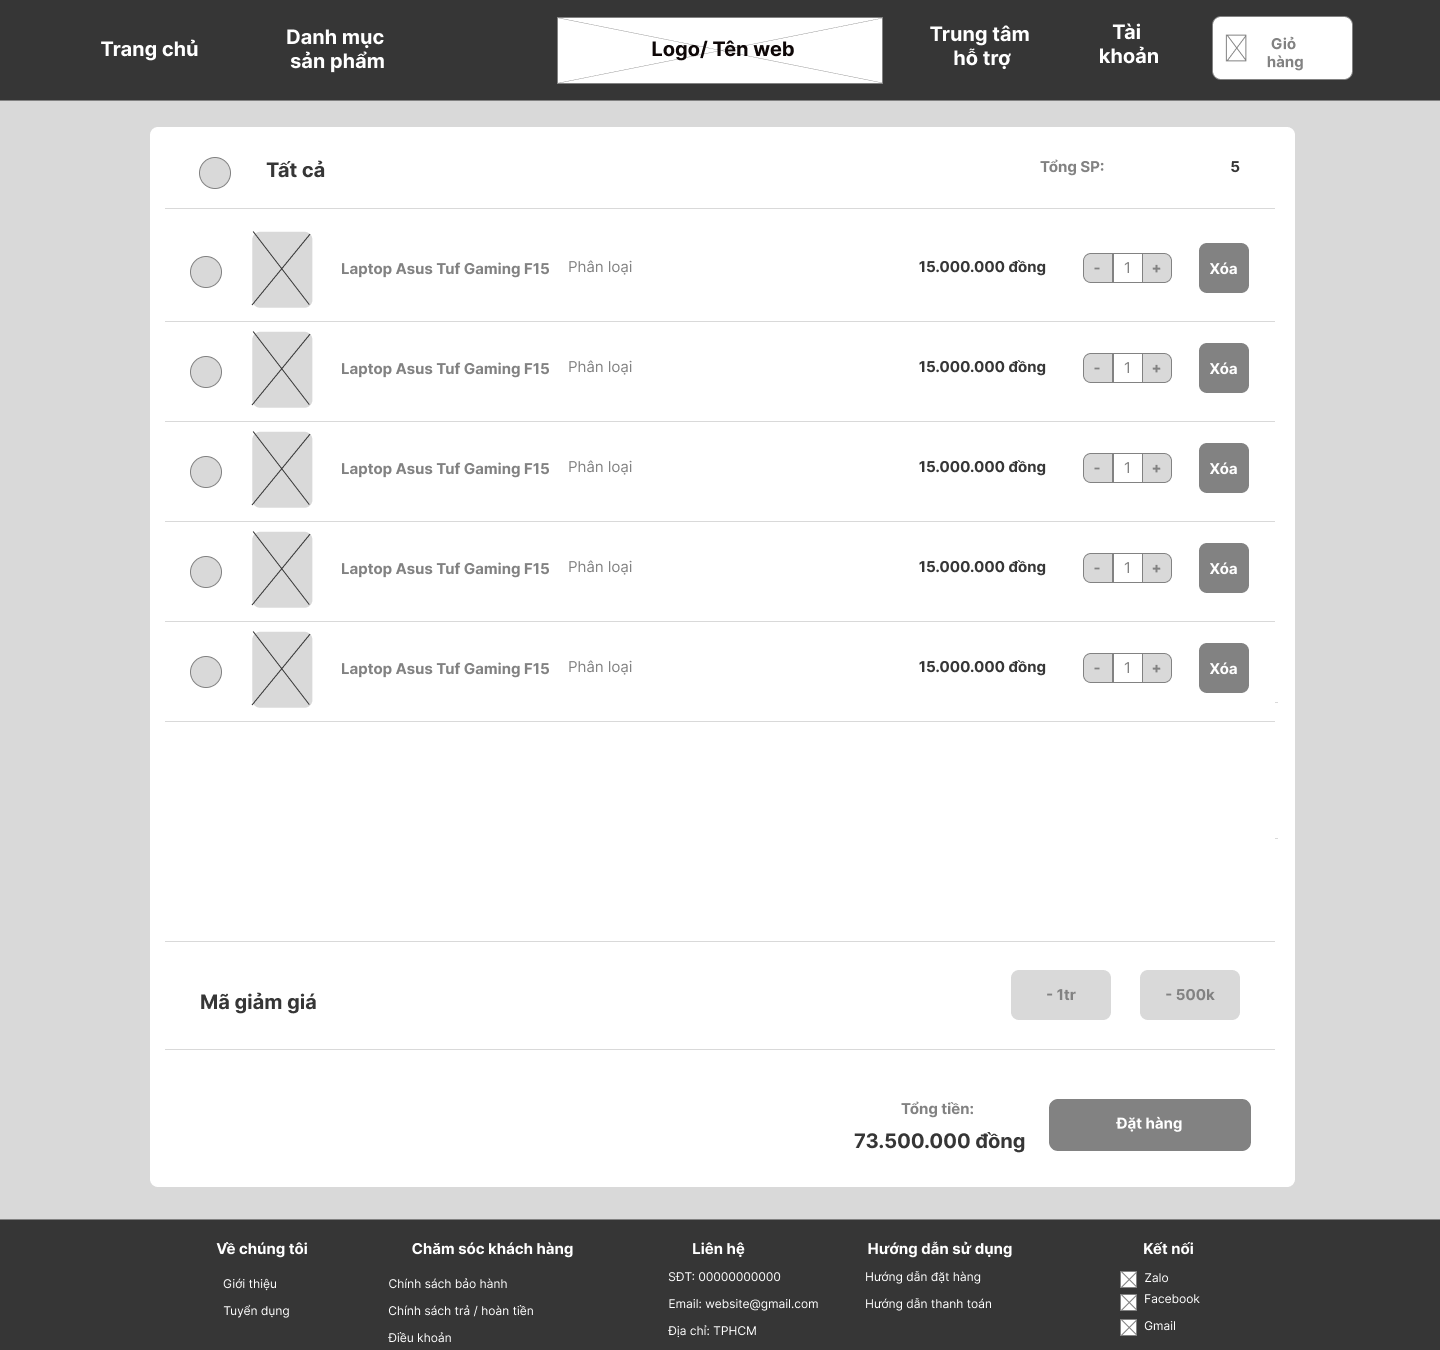 Trang chủ
Danh mục
sản phẩm
Logo/ Tên web
Trung tâm
hỗ trợ
Tài
khoản
Giỏ
hàng
Tất cả
Tổng SP: 5
Laptop Asus Tuf Gaming F15 Phân loại 15.000.000 đồng - 1 + Xóa
Laptop Asus Tuf Gaming F15 Phân loại 15.000.000 đồng - 1 + Xóa
Laptop Asus Tuf Gaming F15 Phân loại 15.000.000 đồng - 1 + Xóa
Laptop Asus Tuf Gaming F15 Phân loại 15.000.000 đồng - 1 + Xóa
Laptop Asus Tuf Gaming F15 Phân loại 15.000.000 đồng - 1 + Xóa
Mã giảm giá
- 1tr
- 500k
Tổng tiền:
73.500.000 đồng
Đặt hàng
Về chúng tôi
Giới thiệu
Tuyển dụng
Chăm sóc khách hàng
Chính sách bảo hành
Chính sách trả / hoàn tiền
Điều khoản
Liên hệ
SĐT: 00000000000
Email: website@gmail.com
Địa chỉ: TPHCM
Hướng dẫn sử dụng
Hướng dẫn đặt hàng
Hướng dẫn thanh toán
Kết nối
Zalo
Facebook
Gmail